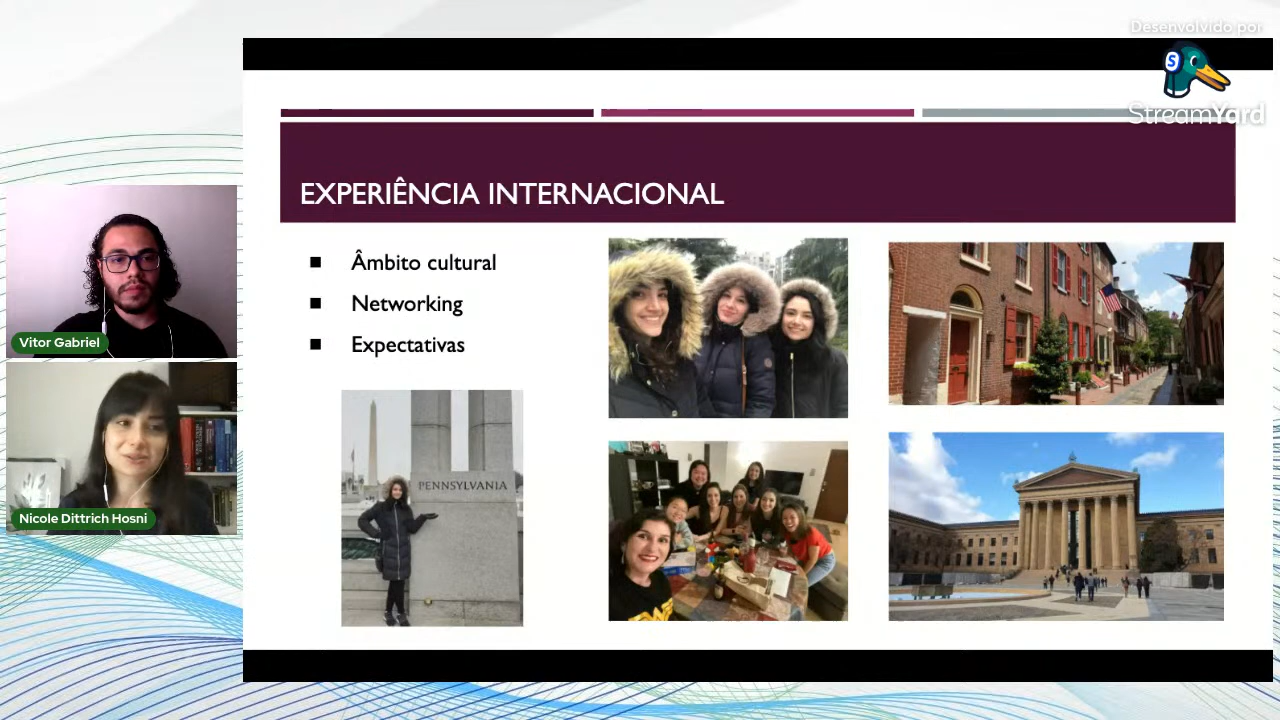 Desenvolvido por
S
StreamYard
EXPERIÊNCIA INTERNACIONAL
Âmbito cultural
Networking
Expectativas
PENNSYLVANIA
Vitor Gabriel
Nicole Dittrich Hosni